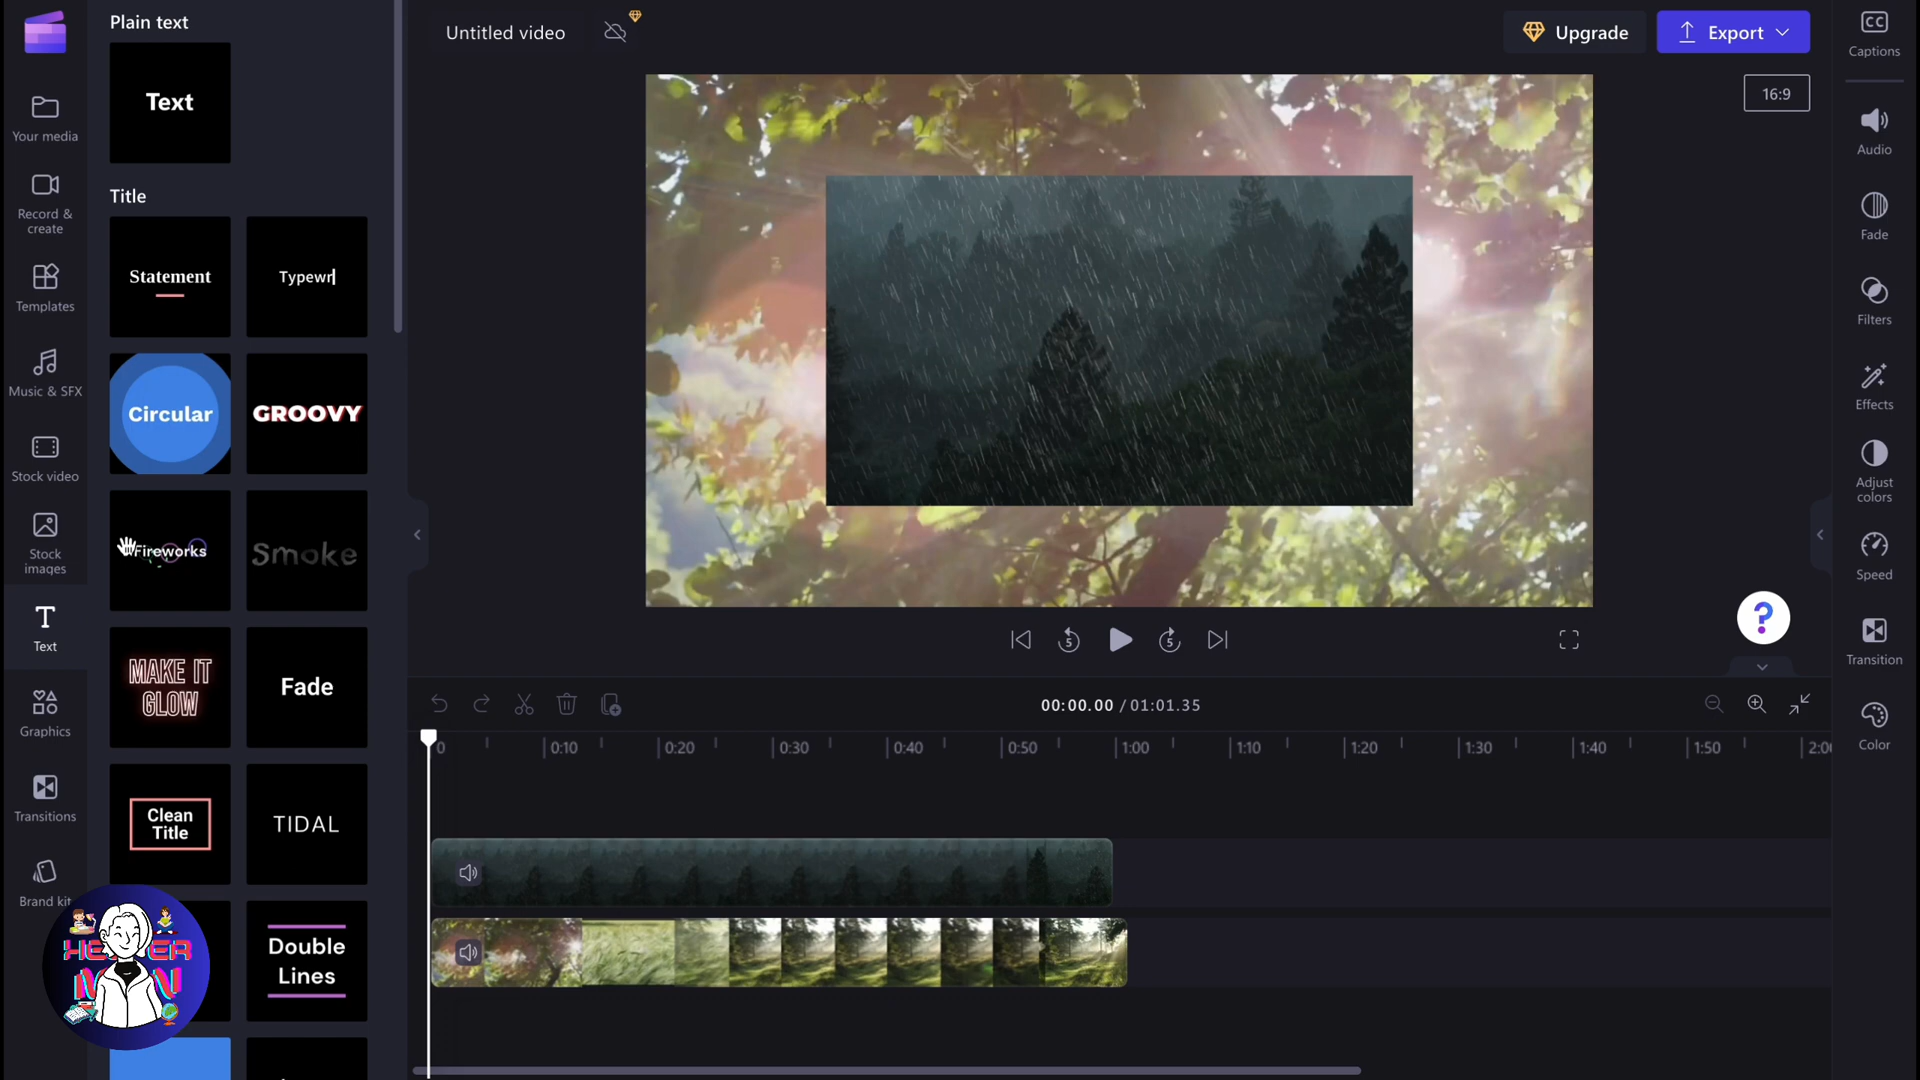 Plain text
Text
Title
Statement
Typewr
Circular
GROOVY
Fireworks
Smoke
MAKE IT
GLOW
Fade
Clean
Title
TIDAL
Double
Lines
Your media
Record &
create
Templates
Music & SFX
Stock video
Stock
images
Text
Graphics
Transitions
Brand kit
Untitled video
Upgrade
Export
16:9
5
5
?
00:00.00 / 01:01.35
0
0:10
0:20
0:30
0:40
0:50
1:00
1:10
1:20
1:30
1:40
1:50
CC
Captions
Audio
Fade
Filters
Effects
Adjust
colors
Speed
Transition
Color